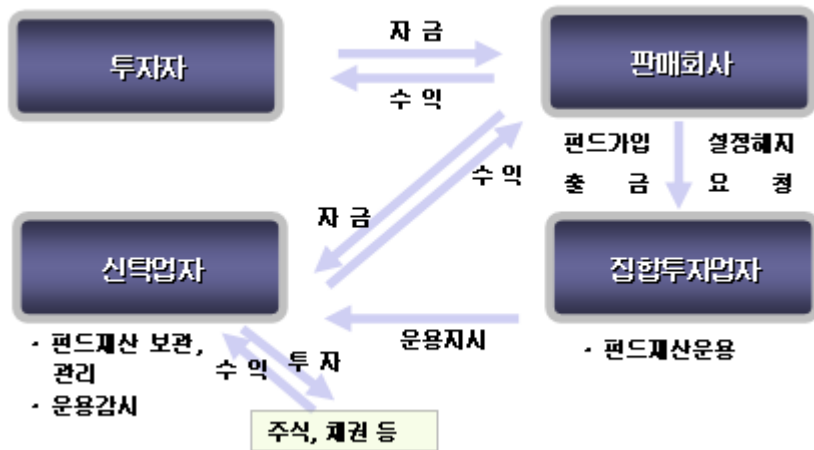 자 금
투자자
판매회사
수 익
펀드가입 설정해지
출 금 요 청
수 익
자 금
신탁업자
집합투자업자
운용지시
· 펀드재산 보관,
관리
· 운용감시
수 익
투 자
· 펀드재산운용
주식, 채권 등